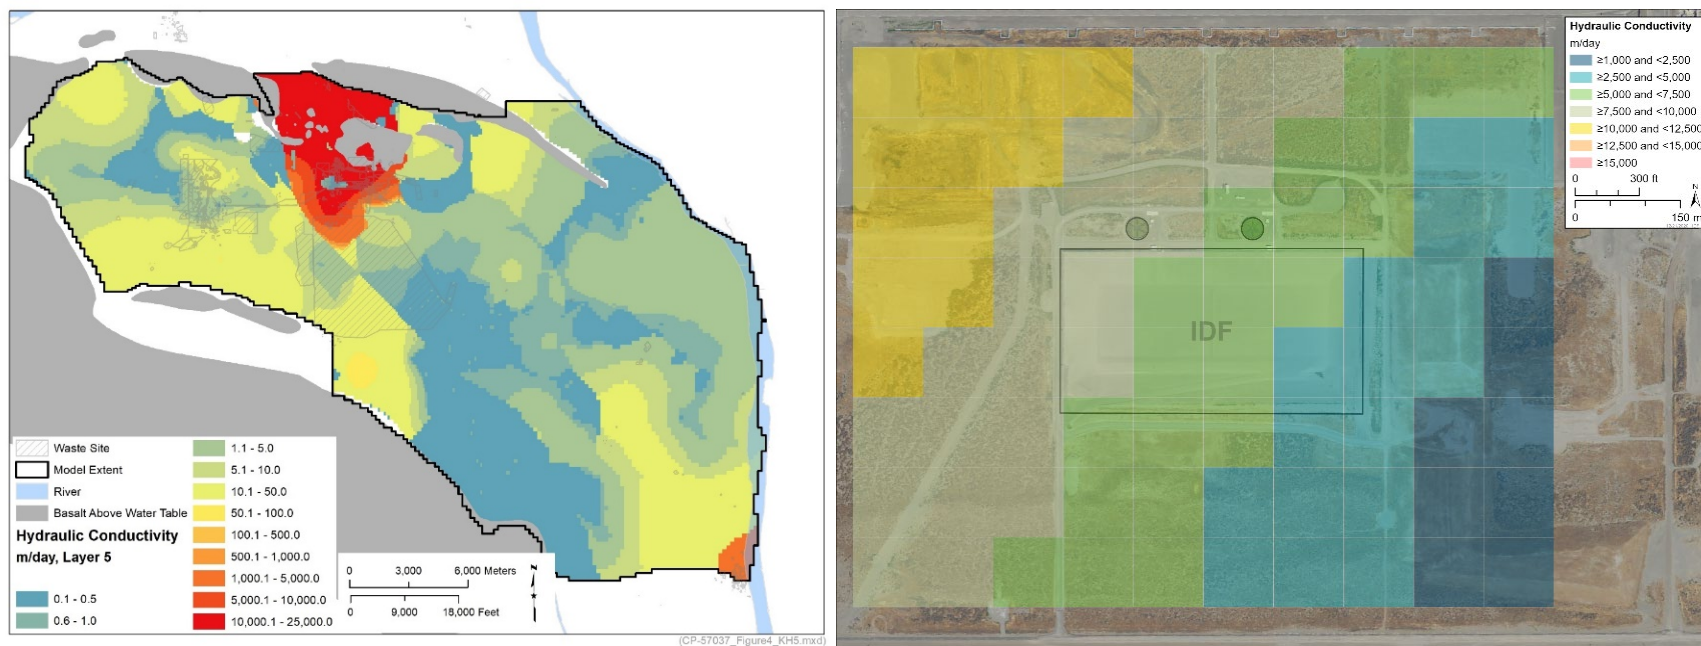 Waste Site
Model Extent
River
Basalt Above Water Table
Hydraulic Conductivity
m/day, Layer 5
0.1 - 0.5
0.6 - 1.0
1.1 - 5.0
5.1 - 10.0
10.1 - 50.0
50.1 - 100.0
100.1 - 500.0
500.1 - 1,000.0
1,000.1 - 5,000.0
5,000.1 - 10,000.0
10,000.1 - 25,000.0
0 3,000 6,000 Meters
0 9,000 18,000 Feet
N
(CP-57037_Figure4_KH5.mxd)
IDF
Hydraulic Conductivity
m/day
≥1,000 and <2,500
≥2,500 and <5,000
≥5,000 and <7,500
≥7,500 and <10,000
≥10,000 and <12,500
≥12,500 and <15,000
≥15,000
0 300 ft
N
0 150 m